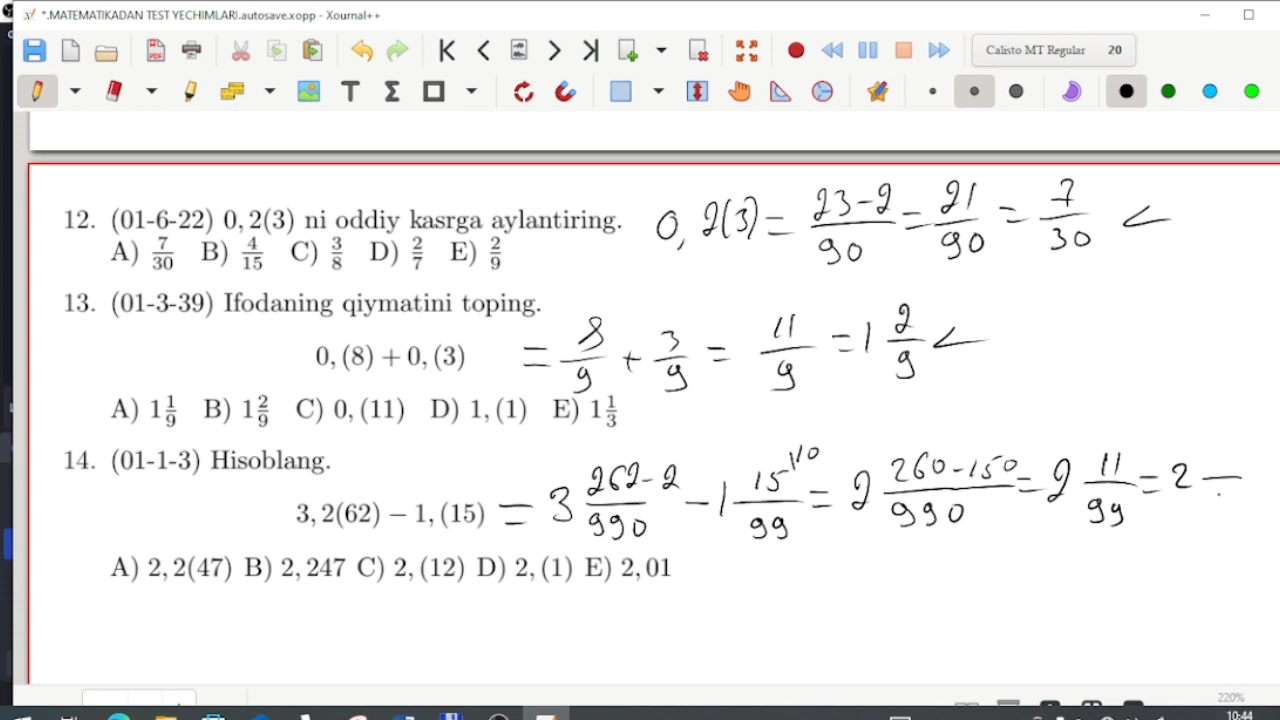 *.MATEMATIKADAN TEST YECHIMLARI.autosave.xopp - Xournal++
Calisto MT Regular 20
12. (01-6-22) 0, 2(3) ni oddiy kasrga aylantiring. 0, 2(3) = 23-2/90 = 21/90 = 7/30 <
A) 7/30 B) 4/15 C) 3/8 D) 2/7 E) 2/9
13. (01-3-39) Ifodaning qiymatini toping.
0, (8) + 0, (3) = 8/9 + 3/9 = 11/9 = 1 2/9 <
A) 1 1/9 B) 1 2/9 C) 0, (11) D) 1, (1) E) 1 1/3
14. (01-1-3) Hisoblang.
3, 2(62) − 1, (15) = 3 262-2/990 - 1 15\10/99 = 2 260-150/990 = 2 11/99 = 2 —
A) 2, 2(47) B) 2, 247 C) 2, (12) D) 2, (1) E) 2, 01
220%
10:44